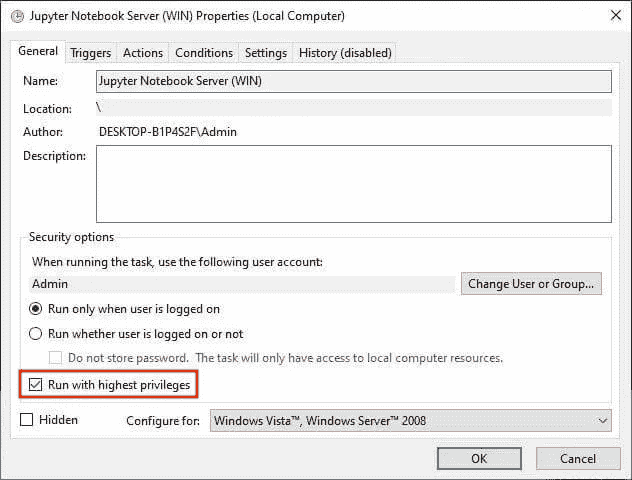 Jupyter Notebook Server (WIN) Properties (Local Computer)
General Triggers Actions Conditions Settings History (disabled)
Name: Jupyter Notebook Server (WIN)
Location: \
Author: DESKTOP-B1P4S2F\Admin
Description:
Security options
When running the task, use the following user account:
Admin Change User or Group...
Run only when user is logged on
Run whether user is logged on or not
Do not store password. The task will only have access to local computer resources.
Run with highest privileges
Hidden Configure for: Windows Vista™, Windows Server™ 2008
OK Cancel